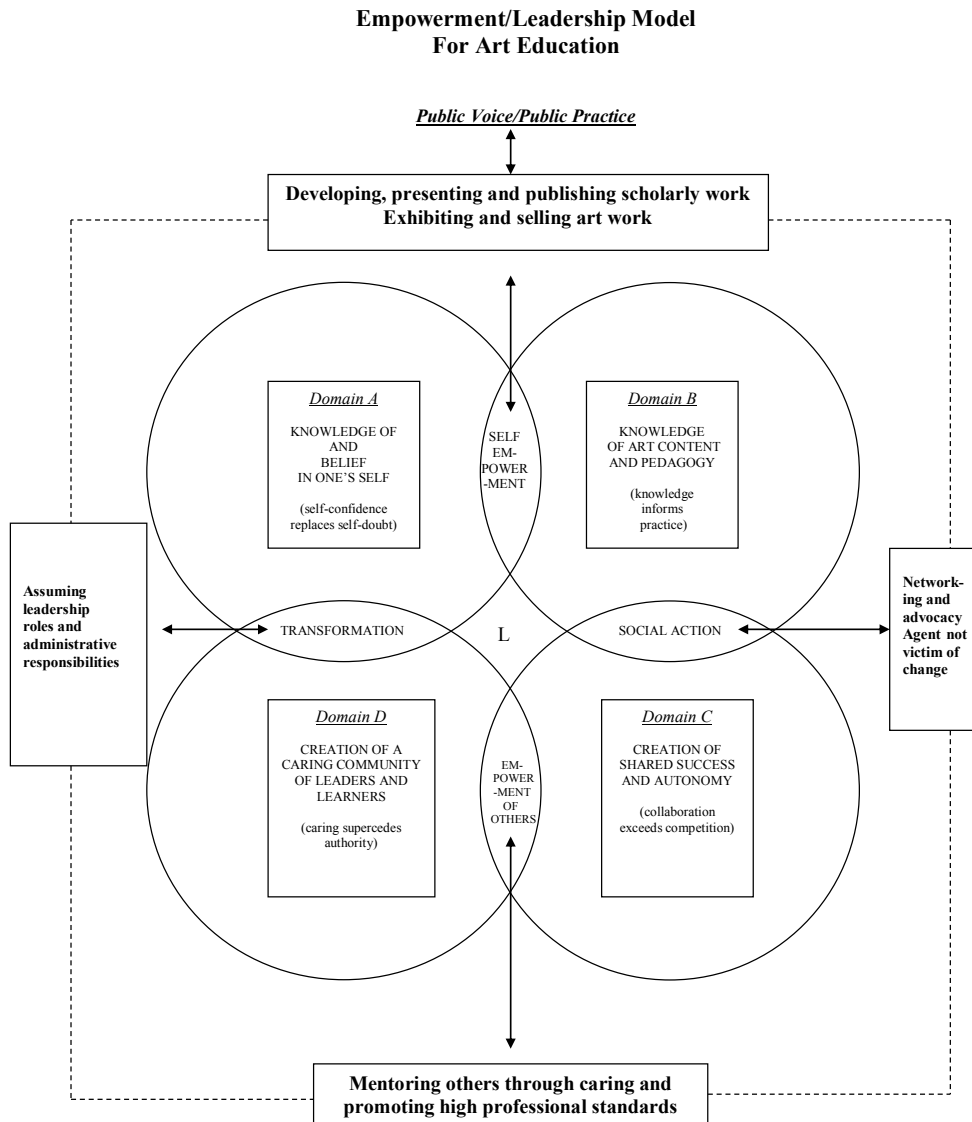 Empowerment/Leadership Model
For Art Education
Public Voice/Public Practice
Developing, presenting and publishing scholarly work
Exhibiting and selling art work
Domain A
KNOWLEDGE OF
AND
BELIEF
IN ONE'S SELF
(self-confidence
replaces self-doubt)
SELF
EM-
POWER
-MENT
Domain B
KNOWLEDGE
OF ART CONTENT
AND PEDAGOGY
(knowledge
informs
practice)
Assuming
leadership
roles and
administrative
responsibilities
TRANSFORMATION
L
SOCIAL ACTION
Network-
ing and
advocacy
Agent not
victim of
change
Domain D
CREATION OF A
CARING COMMUNITY
OF LEADERS AND
LEARNERS
(caring supercedes
authority)
EM-
POWER
-MENT
OF
OTHERS
Domain C
CREATION OF
SHARED SUCCESS
AND AUTONOMY
(collaboration
exceeds competition)
Mentoring others through caring and
promoting high professional standards